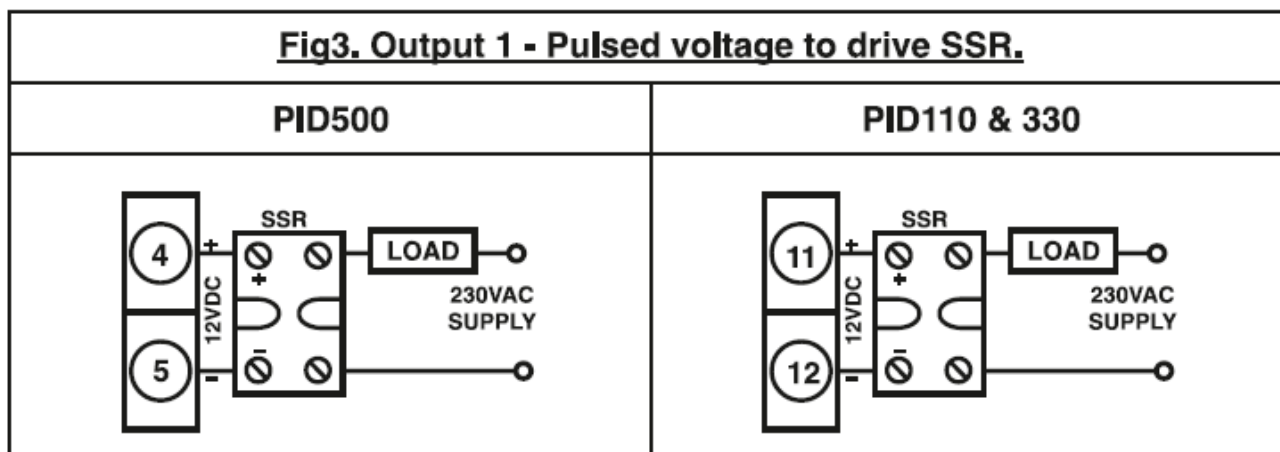 Fig3. Output 1 - Pulsed voltage to drive SSR.
PID500
PID110 & 330
SSR
4
+
+
LOAD
12VDC
230VAC
SUPPLY
5
-
-
SSR
11
+
+
LOAD
12VDC
230VAC
SUPPLY
12
-
-